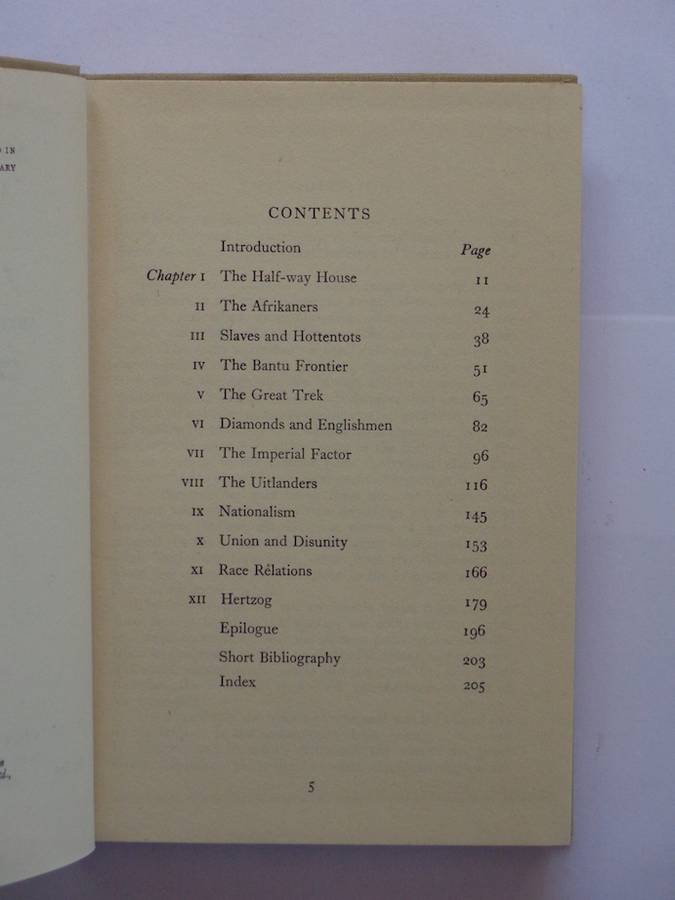 IN
ARY
CONTENTS
Introduction Page
Chapter I The Half-way House 11
II The Afrikaners 24
III Slaves and Hottentots 38
IV The Bantu Frontier 51
V The Great Trek 65
VI Diamonds and Englishmen 82
VII The Imperial Factor 96
VIII The Uitlanders 116
IX Nationalism 145
X Union and Disunity 153
XI Race Relations 166
XII Hertzog 179
Epilogue 196
Short Bibliography 203
Index 205
5